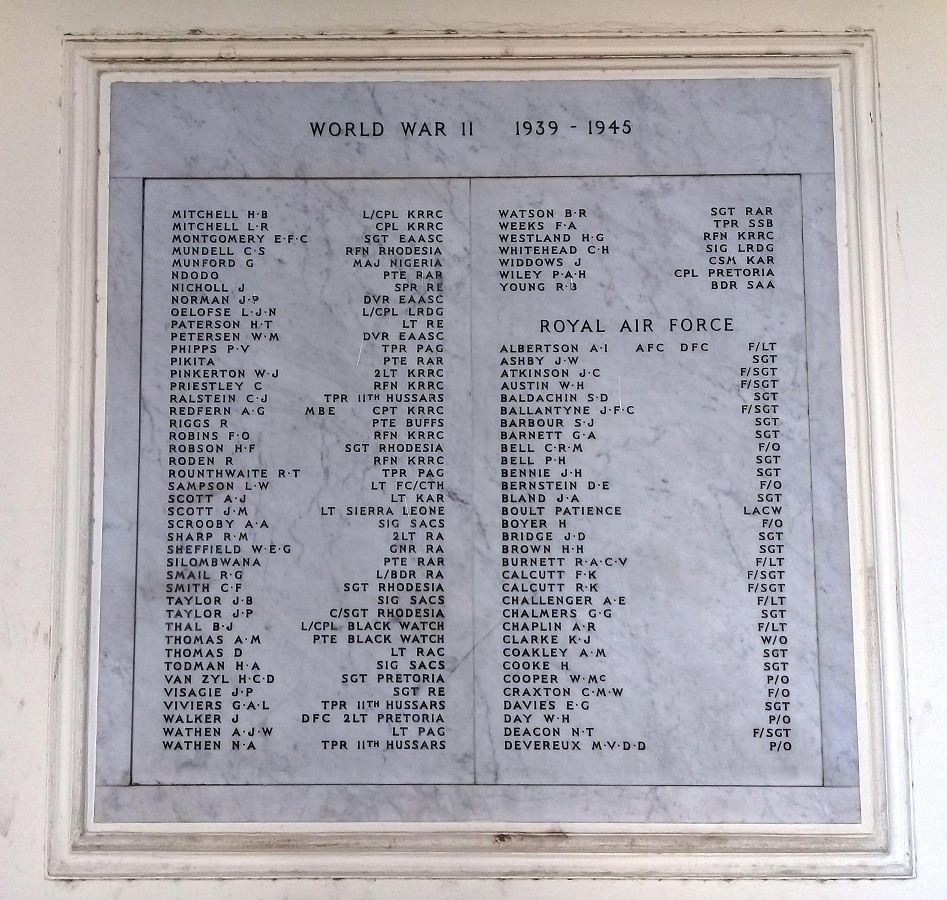 WORLD WAR II 1939 - 1945
MITCHELL H·B L/CPL KRRC
MITCHELL L·R CPL KRRC
MONTGOMERY E·F·C SGT EAASC
MUNDELL C·S RFN RHODESIA
MUNFORD G MAJ NIGERIA
NDODO PTE RAR
NICHOLL J SPR RE
NORMAN J·P DVR EAASC
OELOFSE L·J·N L/CPL LRDG
PATERSON H·T LT RE
PETERSEN W·M DVR EAASC
PHIPPS P·V TPR PAG
PIKITA PTE RAR
PINKERTON W·J 2LT KRRC
PRIESTLEY C RFN KRRC
RALSTEIN C·J TPR 11TH HUSSARS
REDFERN A·G MBE CPT KRRC
RIGGS R PTE BUFFS
ROBINS F·O RFN KRRC
ROBSON H·F SGT RHODESIA
RODEN R RFN KRRC
ROUNTHWAITE R·T TPR PAG
SAMPSON L·W LT FC/CTH
SCOTT A·J LT KAR
SCOTT J·M LT SIERRA LEONE
SCROOBY A·A SIG SACS
SHARP R·M 2LT RA
SHEFFIELD W·E·G GNR RA
SILOMBWANA PTE RAR
SMAIL R·G L/BDR RA
SMITH C·F SGT RHODESIA
TAYLOR J·B SIG SACS
TAYLOR J·P C/SGT RHODESIA
THAL B·J L/CPL BLACK WATCH
THOMAS A·M PTE BLACK WATCH
THOMAS D LT RAC
TODMAN H·A SIG SACS
VAN ZYL H·C·D SGT PRETORIA
VISAGIE J·P SGT RE
VIVIERS G·A·L TPR 11TH HUSSARS
WALKER J DFC 2LT PRETORIA
WATHEN A·J·W LT PAG
WATHEN N·A TPR 11TH HUSSARS
WATSON B·R SGT RAR
WEEKS F·A TPR SSB
WESTLAND H·G RFN KRRC
WHITEHEAD C·H SIG LRDG
WIDDOWS J CSM KAR
WILEY P·A·H CPL PRETORIA
YOUNG R·B BDR SAA
ROYAL AIR FORCE
ALBERTSON A·I AFC DFC F/LT
ASHBY J·W SGT
ATKINSON J·C F/SGT
AUSTIN W·H F/SGT
BALDACHIN S·D SGT
BALLANTYNE J·F·C F/SGT
BARBOUR S·J SGT
BARNETT G·A SGT
BELL C·R·M F/O
BELL P·H SGT
BENNIE J·H SGT
BERNSTEIN D·E F/O
BLAND J·A SGT
BOULT PATIENCE LACW
BOYER H F/O
BRIDGE J·D SGT
BROWN H·H SGT
BURNETT R·A·C·V F/LT
CALCUTT F·K F/SGT
CALCUTT R·K F/SGT
CHALLENGER A·E F/LT
CHALMERS G·G SGT
CHAPLIN A·R F/LT
CLARKE K·J W/O
COAKLEY A·M SGT
COOKE H SGT
COOPER W·Mc P/O
CRAXTON C·M·W F/O
DAVIES E·G SGT
DAY W·H P/O
DEACON N·T F/SGT
DEVEREUX M·V·D·D P/O